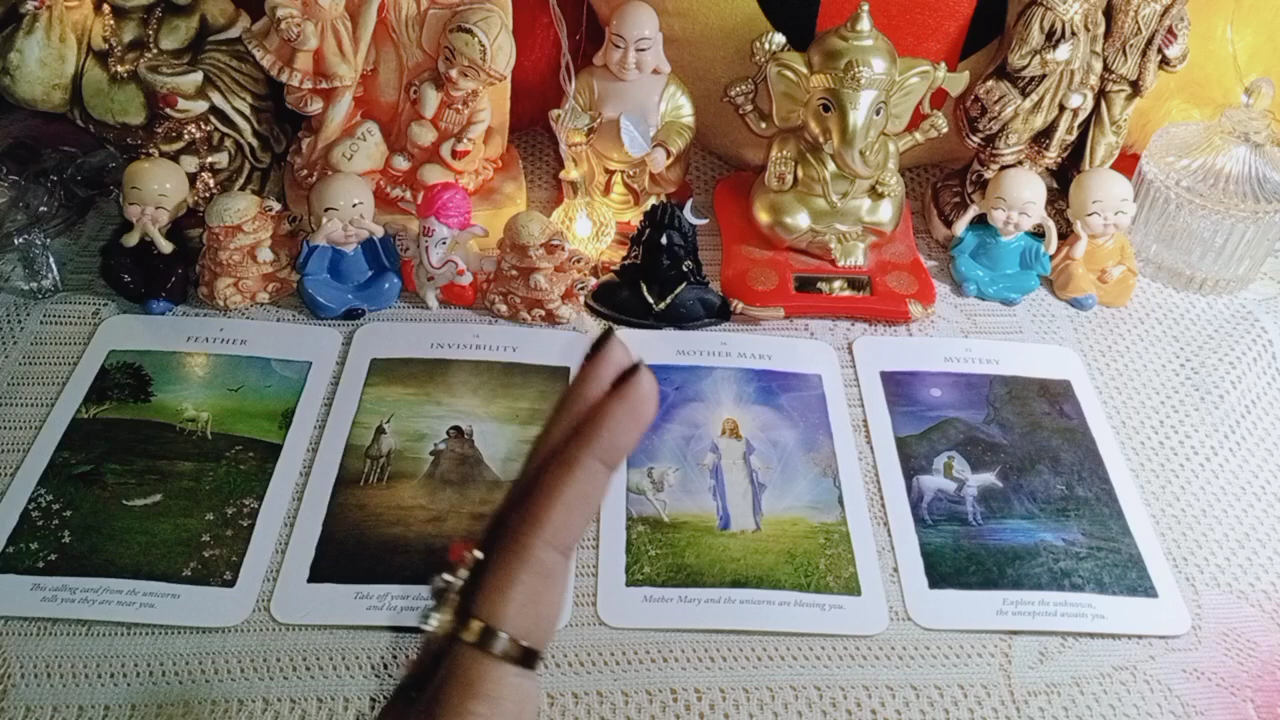 LOVE
FEATHER
This calling card from the unicorns
tells you they are near you.
INVISIBILITY
Take off your
and let your
16
MOTHER MARY
Mother Mary and the unicorns are blessing you.
MYSTERY
Explore the unknown,
the unexpected awaits you.